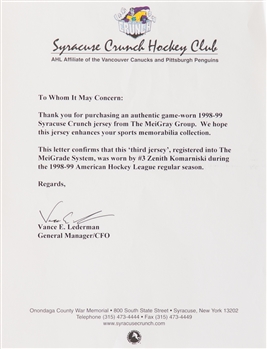 CRUNCH
Syracuse Crunch Hockey Club
AHL Affiliate of the Vancouver Canucks and Pittsburgh Penguins
To Whom It May Concern:
Thank you for purchasing an authentic game-worn 1998-99
Syracuse Crunch jersey from The MeiGray Group. We hope
this jersey enhances your sports memorabilia collection.
This letter confirms that this 'third jersey', registered into The
MeiGrade System, was worn by #3 Zenith Komarniski during
the 1998-99 American Hockey League regular season.
Regards,
Vance E. Lederman
General Manager/CFO
Onondaga County War Memorial • 800 South State Street • Syracuse, New York 13202
Telephone (315) 473-4444 • Fax (315) 473-4449
www.syracusecrunch.com